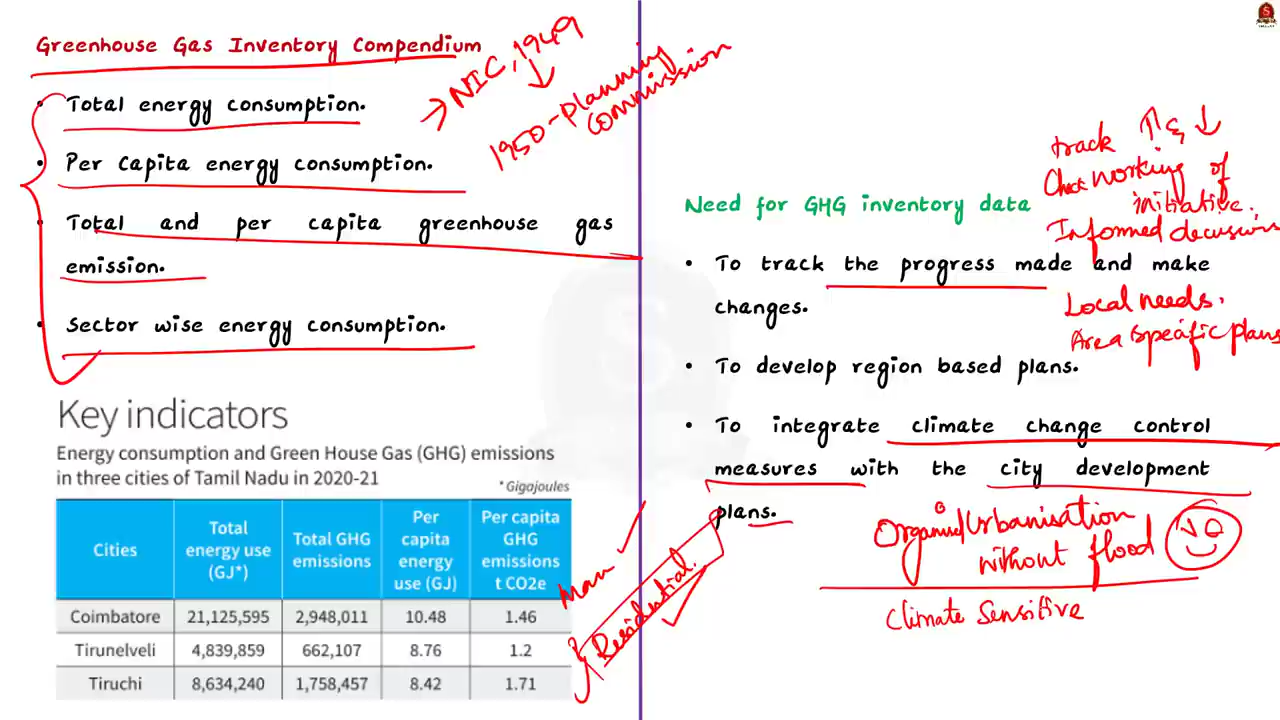 Greenhouse Gas Inventory Compendium
→ NIC, 1949
↓
1950 - Planning
Commission
• Total energy consumption.
• Per Capita energy consumption.
• Total and per capita greenhouse gas
emission.
• Sector wise energy consumption.
Key indicators
Energy consumption and Green House Gas (GHG) emissions
in three cities of Tamil Nadu in 2020-21
* Gigajoules
Cities Total energy use (GJ*) Total GHG emissions Per capita energy use (GJ) Per capita GHG emissions t CO2e
Coimbatore 21,125,595 2,948,011 10.48 1.46
Tirunelveli 4,839,859 662,107 8.76 1.2
Tiruchi 8,634,240 1,758,457 8.42 1.71
Residential.
track ↑ & ↓
Check working of
initiative.
Informed decisions
Need for GHG inventory data
• To track the progress made and make
changes.
Local needs.
Area specific plans
• To develop region based plans.
• To integrate climate change control
measures with the city development
plans.
Urbanisation
without flood
Climate Sensitive